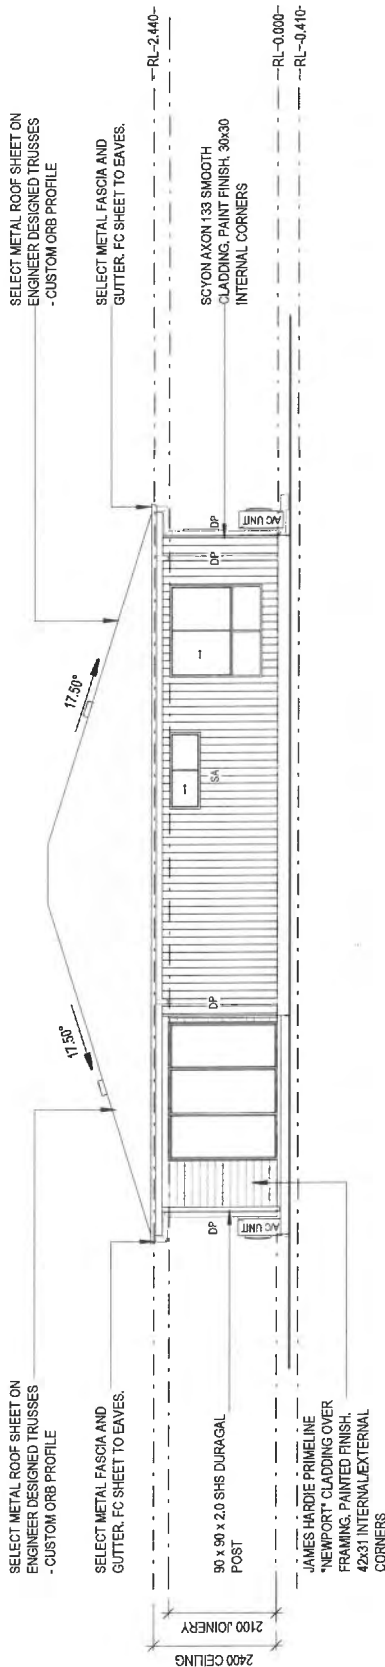 SELECT METAL ROOF SHEET ON
ENGINEER DESIGNED TRUSSES
- CUSTOM ORB PROFILE
SELECT METAL FASCIA AND
GUTTER. FC SHEET TO EAVES.
90 x 90 x 2.0 SHS DURAGAL
POST
JAMES HARDIE PRIMELINE
"NEWPORT" CLADDING OVER
FRAMING. PAINTED FINISH.
42x31 INTERNAL/EXTERNAL
CORNERS
2400 CEILING
2100 JOINERY
17.50°
17.50°
DP
A/C UNIT
DP
SA
DP
DP
A/C UNIT
SELECT METAL ROOF SHEET ON
ENGINEER DESIGNED TRUSSES
- CUSTOM ORB PROFILE
SELECT METAL FASCIA AND
GUTTER. FC SHEET TO EAVES.
SCYON AXON 133 SMOOTH
CLADDING. PAINT FINISH. 30x30
INTERNAL CORNERS
RL-2.440
RL-0.000
RL--0.410